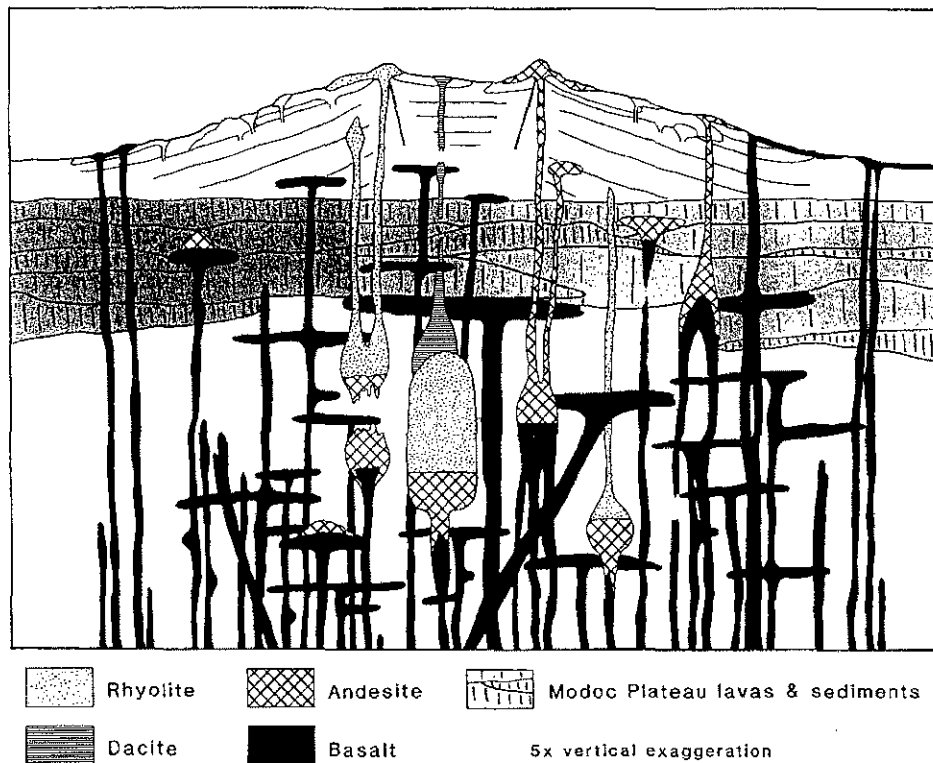 Rhyolite
Andesite
Modoc Plateau lavas & sediments
Dacite
Basalt
5x vertical exaggeration